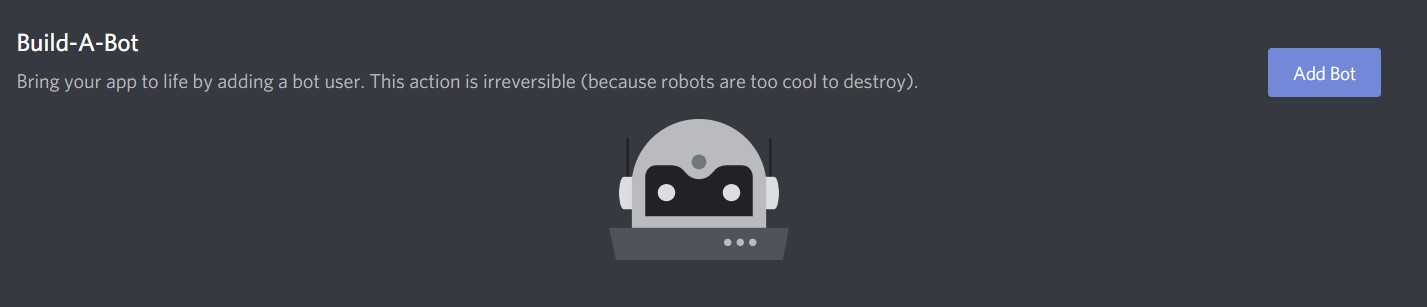 Build-A-Bot
Bring your app to life by adding a bot user. This action is irreversible (because robots are too cool to destroy).
Add Bot